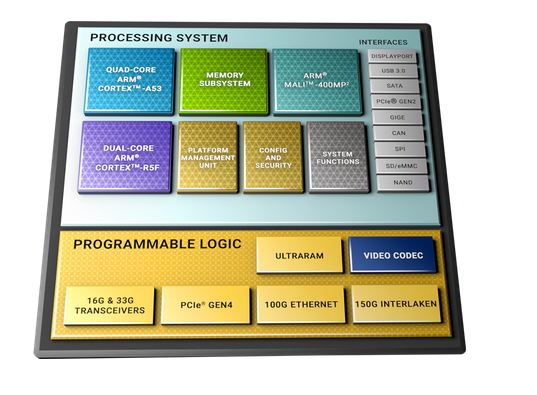 PROCESSING SYSTEM
INTERFACES
QUAD-CORE
ARM®
CORTEX™-A53
MEMORY
SUBSYSTEM
ARM®
MALI™-400MP²
DISPLAYPORT
USB 3.0
SATA
PCIe® GEN2
GIGE
CAN
SPI
SD/eMMC
NAND
DUAL-CORE
ARM®
CORTEX™-R5F
PLATFORM
MANAGEMENT
UNIT
CONFIG
AND
SECURITY
SYSTEM
FUNCTIONS
PROGRAMMABLE LOGIC
ULTRARAM
VIDEO CODEC
16G & 33G
TRANSCEIVERS
PCIe® GEN4
100G ETHERNET
150G INTERLAKEN